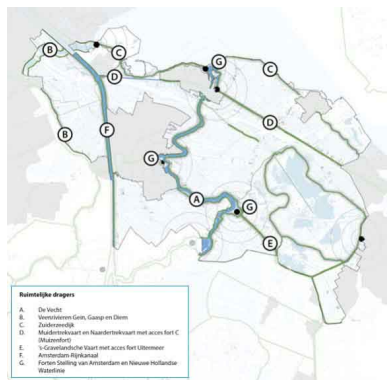 B
C
G
C
D
F
D
B
G
A
G
E
Ruimtelijke dragers
A. De Vecht
B. Veenrivieren Gein, Gaasp en Diem
C. Zuiderzeedijk
D. Muidertrekvaart en Naardertrekvaart met acces fort C
(Muizenfort)
E. 's-Gravelandsche Vaart met acces fort Uitermeer
F. Amsterdam-Rijnkanaal
G. Forten Stelling van Amsterdam en Nieuwe Hollandse
Waterlinie